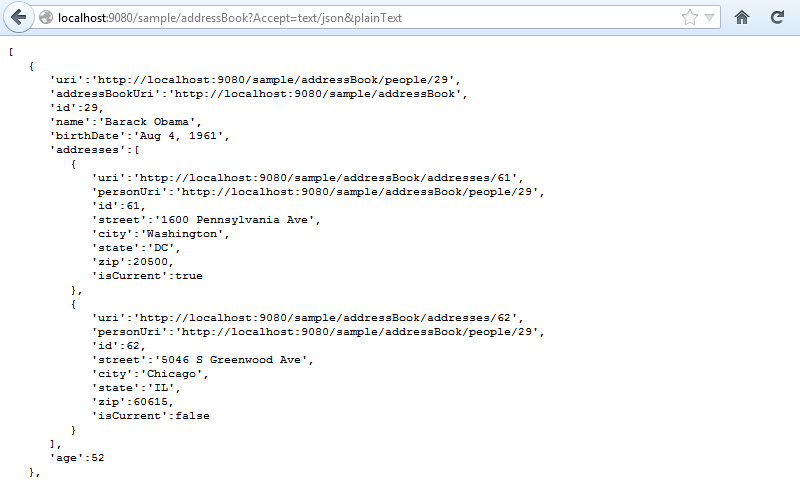 localhost:9080/sample/addressBook?Accept=text/json&plainText
[
   {
      'uri':'http://localhost:9080/sample/addressBook/people/29',
      'addressBookUri':'http://localhost:9080/sample/addressBook',
      'id':29,
      'name':'Barack Obama',
      'birthDate':'Aug 4, 1961',
      'addresses':[
         {
            'uri':'http://localhost:9080/sample/addressBook/addresses/61',
            'personUri':'http://localhost:9080/sample/addressBook/people/29',
            'id':61,
            'street':'1600 Pennsylvania Ave',
            'city':'Washington',
            'state':'DC',
            'zip':20500,
            'isCurrent':true
         },
         {
            'uri':'http://localhost:9080/sample/addressBook/addresses/62',
            'personUri':'http://localhost:9080/sample/addressBook/people/29',
            'id':62,
            'street':'5046 S Greenwood Ave',
            'city':'Chicago',
            'state':'IL',
            'zip':60615,
            'isCurrent':false
         }
      ],
      'age':52
   },